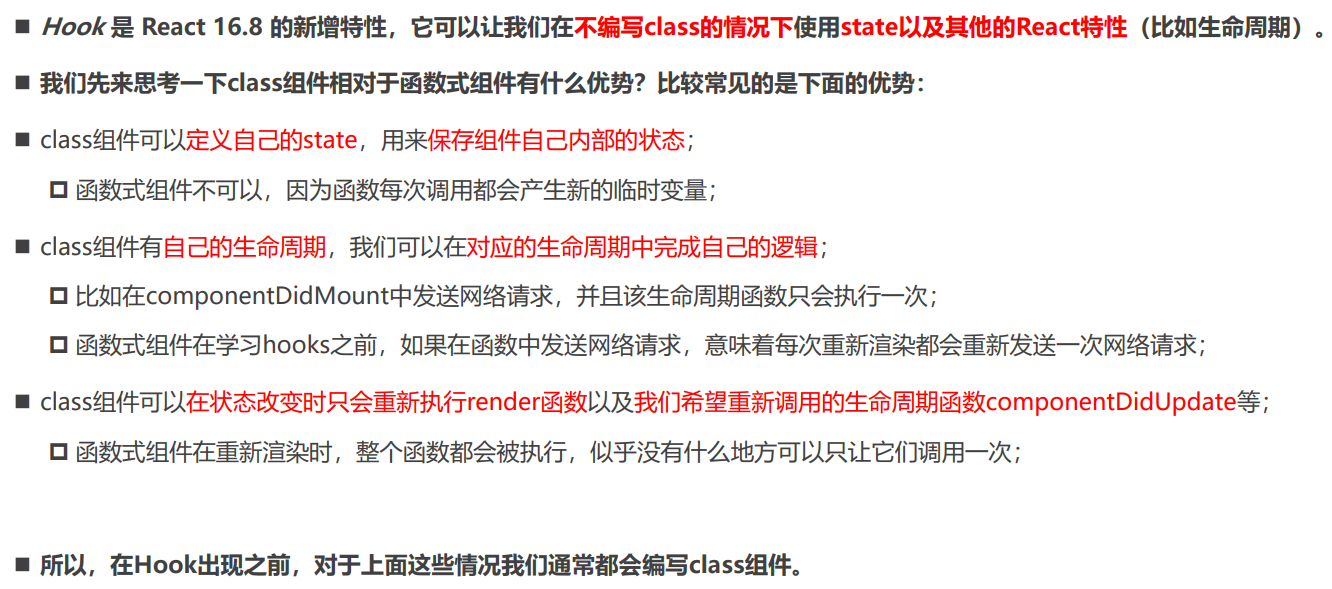 ■ Hook 是 React 16.8 的新增特性，它可以让我们在不编写class的情况下使用state以及其他的React特性（比如生命周期）。
■ 我们先来思考一下class组件相对于函数式组件有什么优势？比较常见的是下面的优势：
■ class组件可以定义自己的state，用来保存组件自己内部的状态；
函数式组件不可以，因为函数每次调用都会产生新的临时变量；
■ class组件有自己的生命周期，我们可以在对应的生命周期中完成自己的逻辑；
比如在componentDidMount中发送网络请求，并且该生命周期函数只会执行一次；
函数式组件在学习hooks之前，如果在函数中发送网络请求，意味着每次重新渲染都会重新发送一次网络请求；
■ class组件可以在状态改变时只会重新执行render函数以及我们希望重新调用的生命周期函数componentDidUpdate等；
函数式组件在重新渲染时，整个函数都会被执行，似乎没有什么地方可以只让它们调用一次；
■ 所以，在Hook出现之前，对于上面这些情况我们通常都会编写class组件。